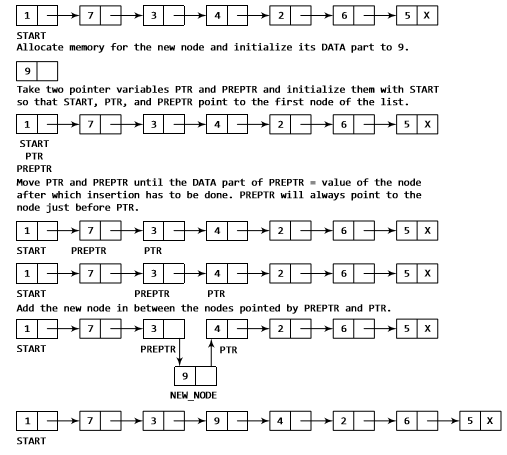 1 7 3 4 2 6 5 X
START
Allocate memory for the new node and initialize its DATA part to 9.
9
Take two pointer variables PTR and PREPTR and initialize them with START
so that START, PTR, and PREPTR point to the first node of the list.
1 7 3 4 2 6 5 X
START
PTR
PREPTR
Move PTR and PREPTR until the DATA part of PREPTR = value of the node
after which insertion has to be done. PREPTR will always point to the
node just before PTR.
1 7 3 4 2 6 5 X
START PREPTR PTR
1 7 3 4 2 6 5 X
START PREPTR PTR
Add the new node in between the nodes pointed by PREPTR and PTR.
1 7 3 4 2 6 5 X
START PREPTR PTR
9
NEW_NODE
1 7 3 9 4 2 6 5 X
START